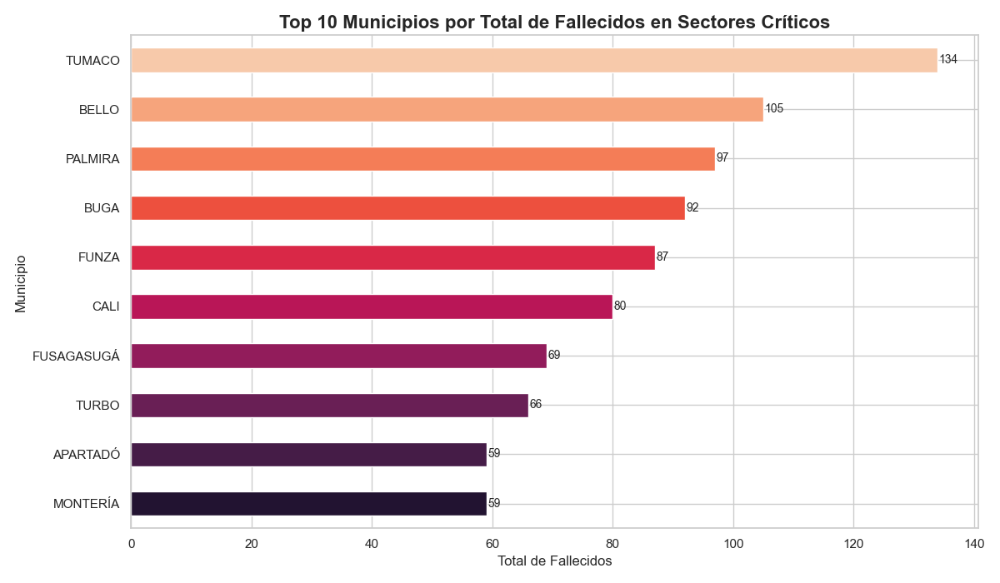 Top 10 Municipios por Total de Fallecidos en Sectores Críticos
Municipio
TUMACO 134
BELLO 105
PALMIRA 97
BUGA 92
FUNZA 87
CALI 80
FUSAGASUGÁ 69
TURBO 66
APARTADÓ 59
MONTERÍA 59
0 20 40 60 80 100 120 140
Total de Fallecidos